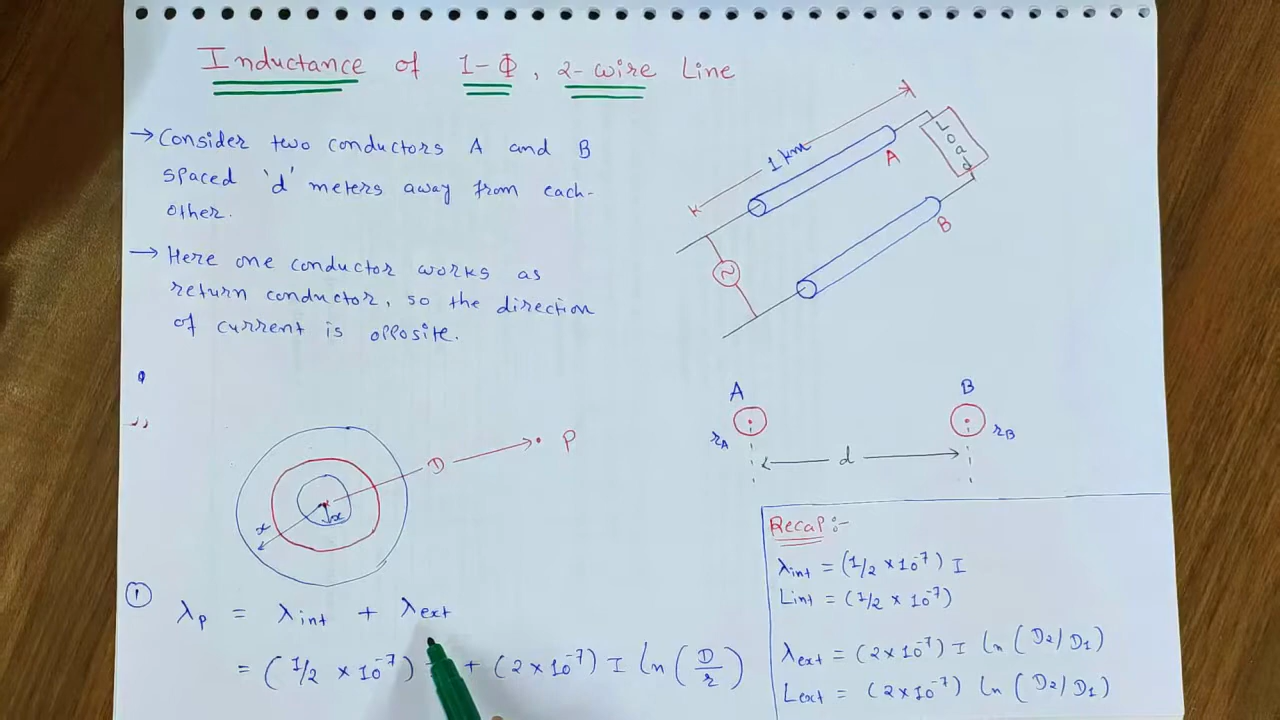 Inductance of 1-Φ, 2-wire Line
→ Consider two conductors A and B
spaced 'd' meters away from each-
other.
→ Here one conductor works as
return conductor, so the direction
of current is opposite.
1 km
A
Load
B
A
B
rA
rB
d
D
P
x
x
① λp = λint + λext
= (1/2 × 10⁻⁷) + (2×10⁻⁷) I ln (D/r)
Recap:-
λint = (1/2 × 10⁻⁷) I
Lint = (1/2 × 10⁻⁷)
λext = (2×10⁻⁷) I ln (D2/D1)
Lext = (2×10⁻⁷) ln (D2/D1)